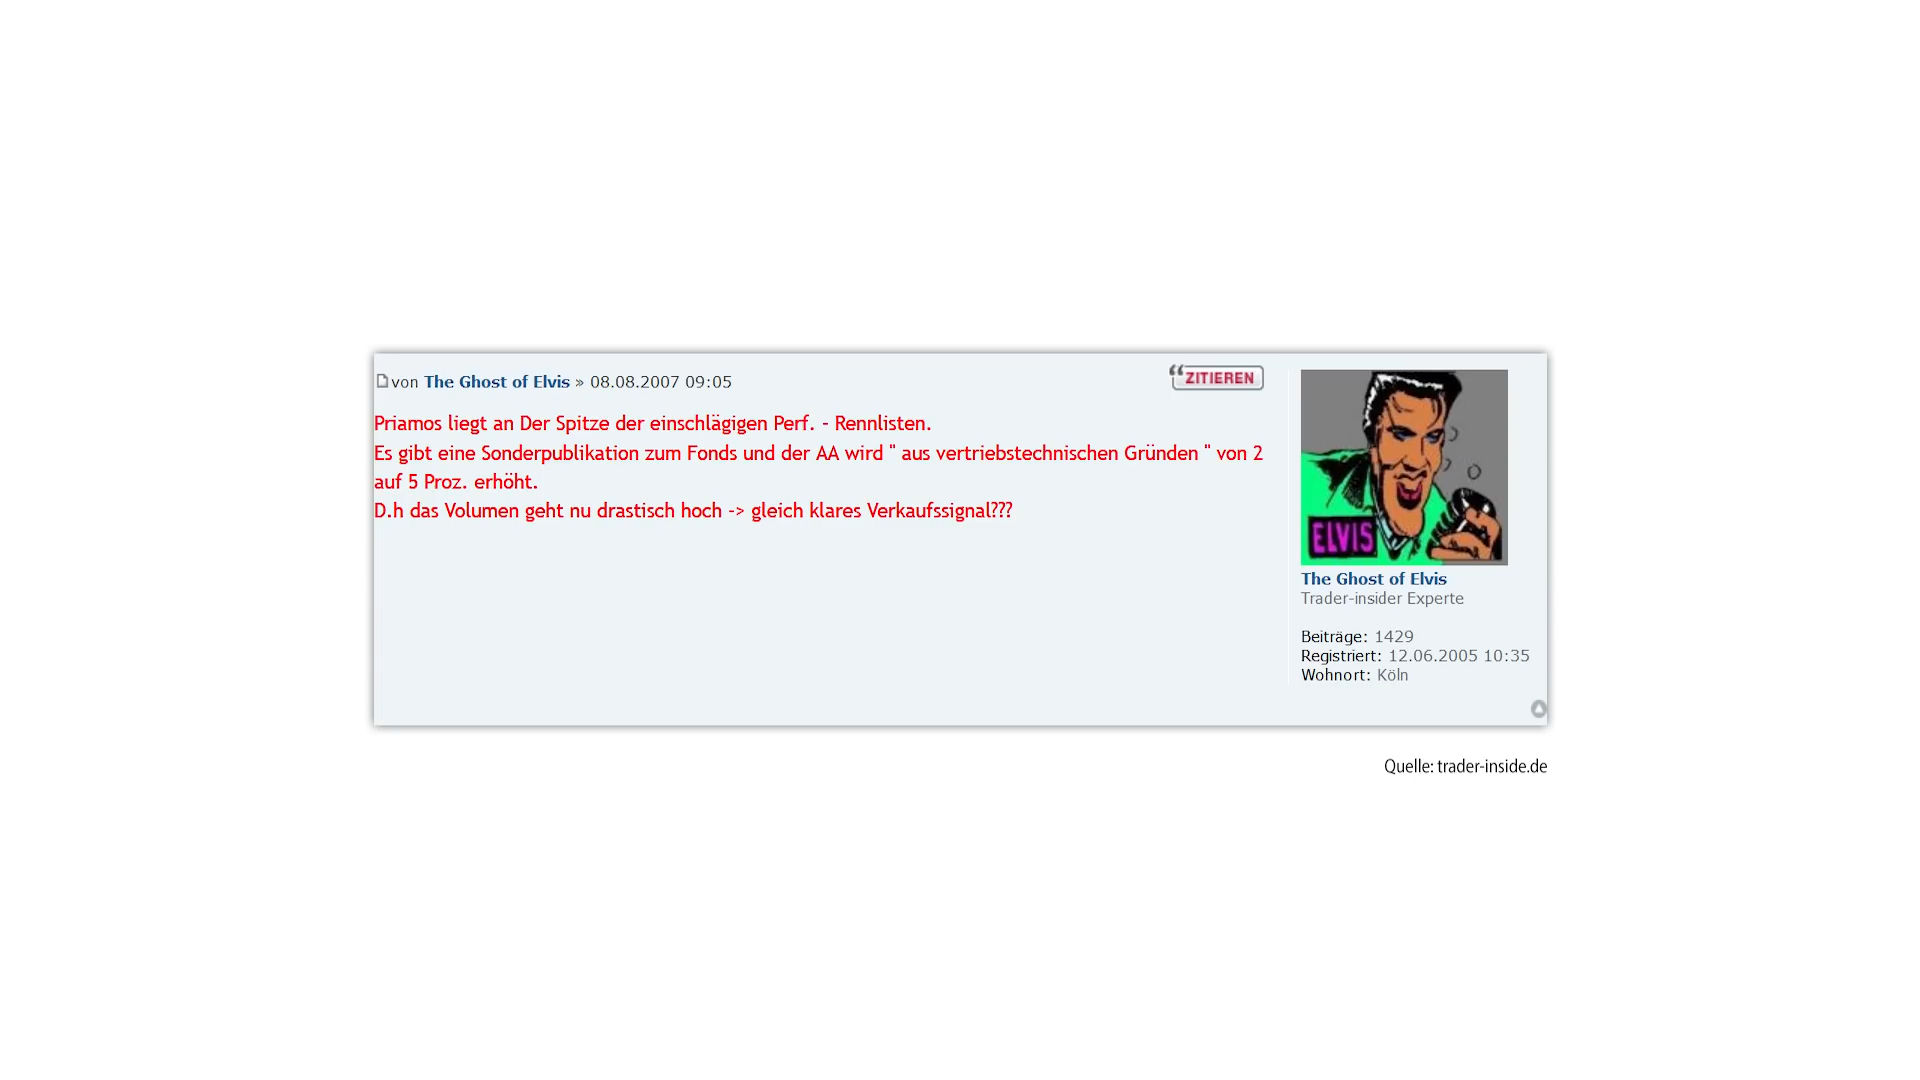 von The Ghost of Elvis » 08.08.2007 09:05
ZITIEREN
Priamos liegt an Der Spitze der einschlägigen Perf. - Rennlisten.
Es gibt eine Sonderpublikation zum Fonds und der AA wird " aus vertriebstechnischen Gründen " von 2
auf 5 Proz. erhöht.
D.h das Volumen geht nu drastisch hoch -> gleich klares Verkaufssignal???
ELVIS
The Ghost of Elvis
Trader-insider Experte
Beiträge: 1429
Registriert: 12.06.2005 10:35
Wohnort: Köln
Quelle: trader-inside.de